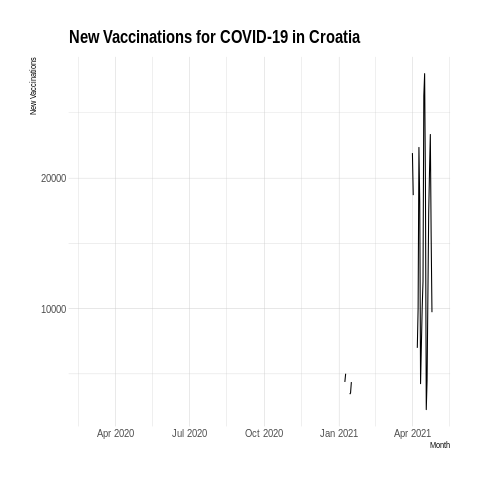 New Vaccinations for COVID-19 in Croatia
New Vaccinations
20000
10000
Apr 2020 Jul 2020 Oct 2020 Jan 2021 Apr 2021
Month